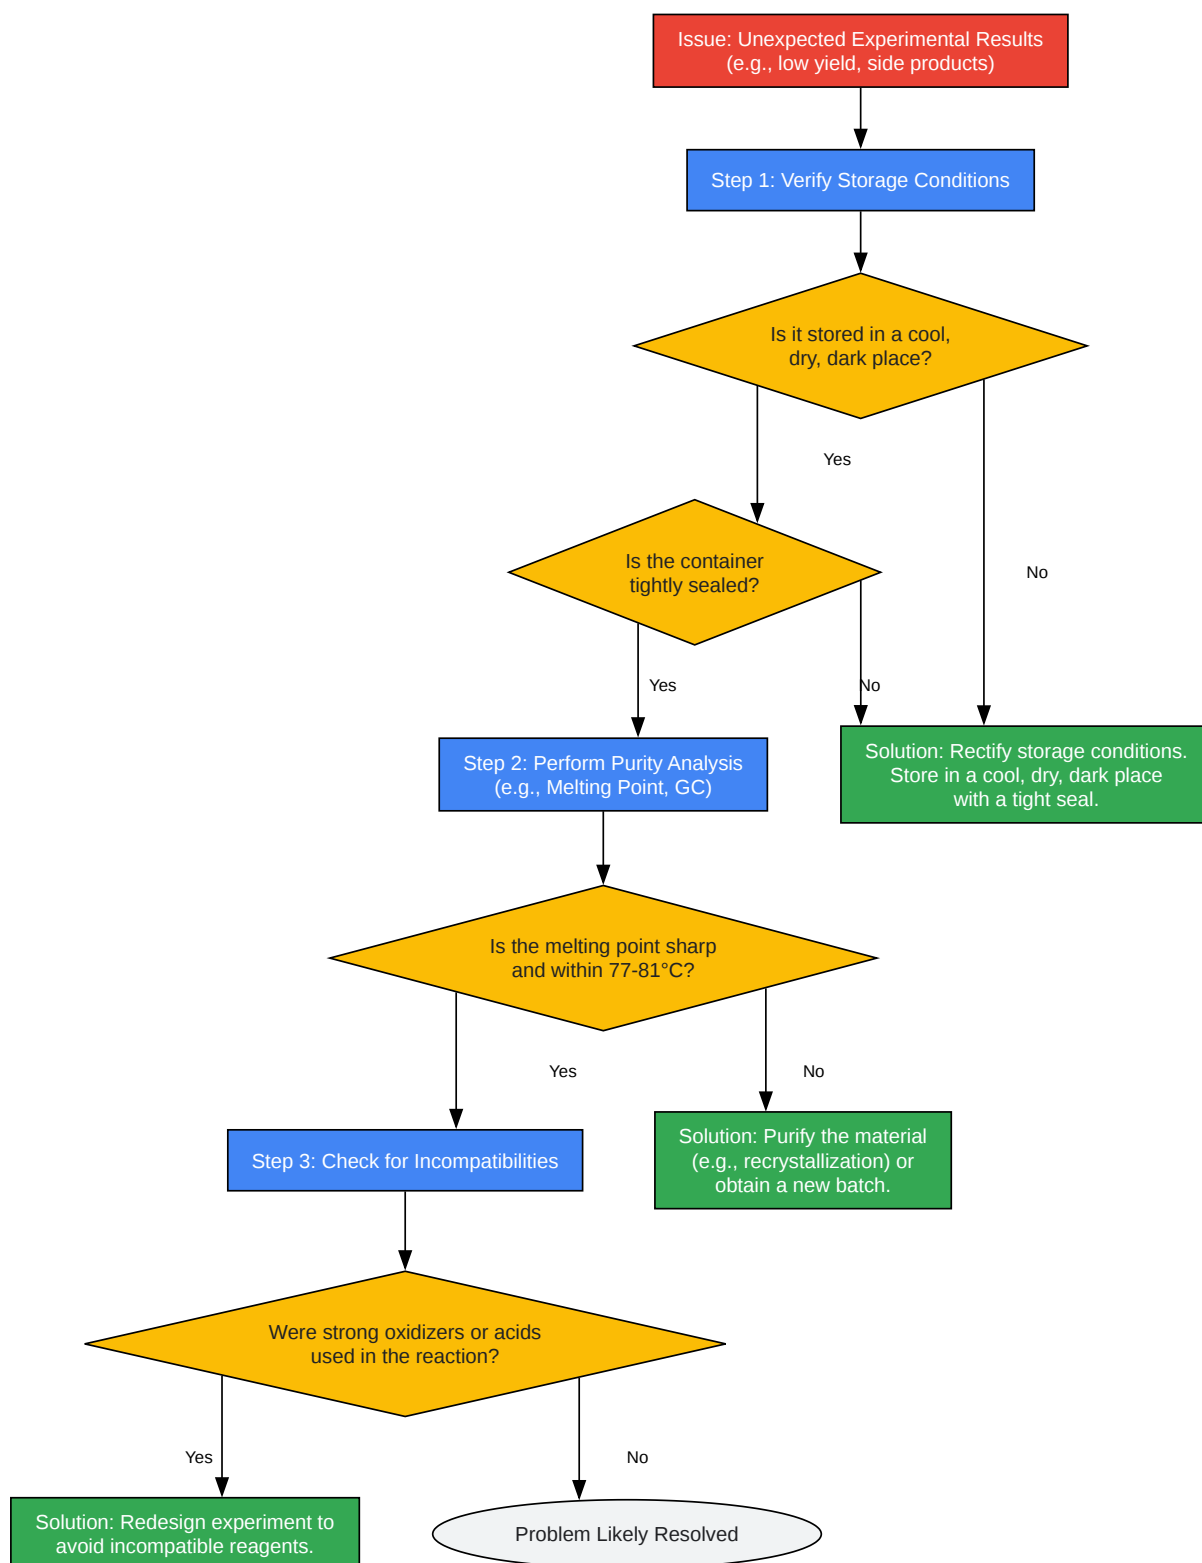 Issue: Unexpected Experimental Results
(e.g., low yield, side products)
Step 1: Verify Storage Conditions
Is it stored in a cool,
dry, dark place?
Yes
No
Is the container
tightly sealed?
Yes
No
Solution: Rectify storage conditions.
Store in a cool, dry, dark place
with a tight seal.
Step 2: Perform Purity Analysis
(e.g., Melting Point, GC)
Is the melting point sharp
and within 77-81°C?
Yes
No
Step 3: Check for Incompatibilities
Solution: Purify the material
(e.g., recrystallization) or
obtain a new batch.
Were strong oxidizers or acids
used in the reaction?
Yes
No
Solution: Redesign experiment to
avoid incompatible reagents.
Problem Likely Resolved